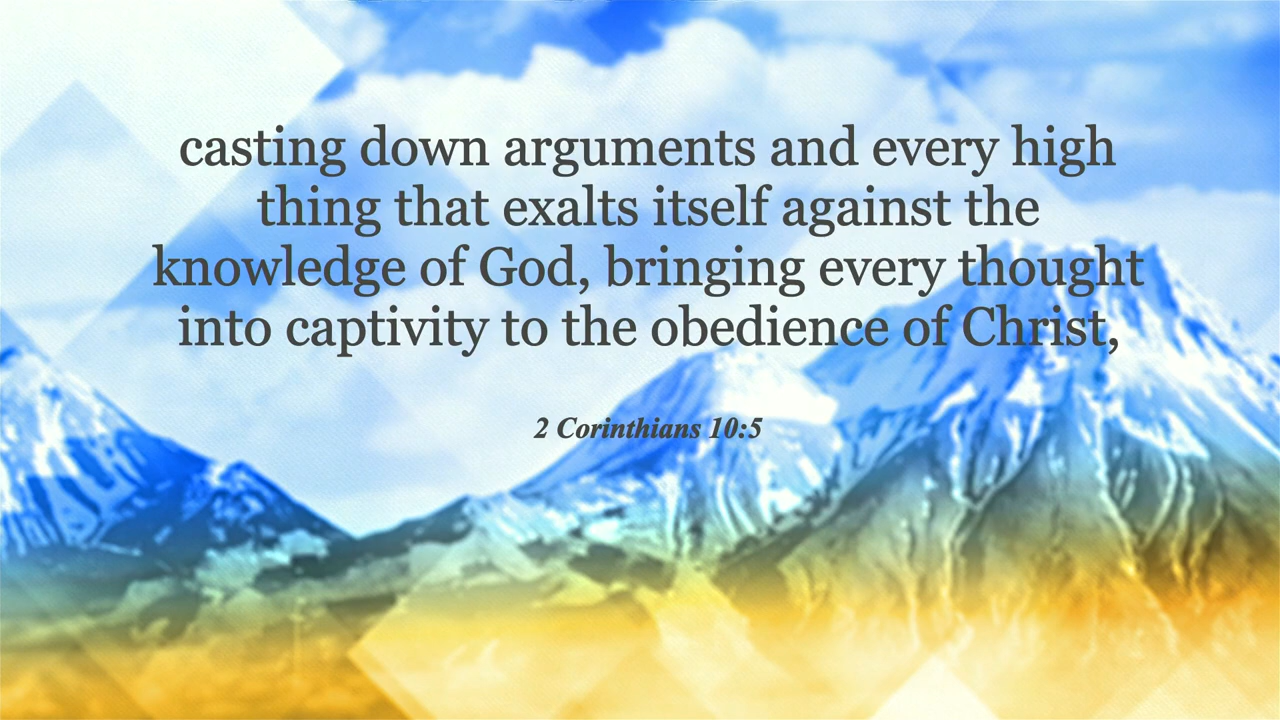 casting down arguments and every high
thing that exalts itself against the
knowledge of God, bringing every thought
into captivity to the obedience of Christ,
2 Corinthians 10:5